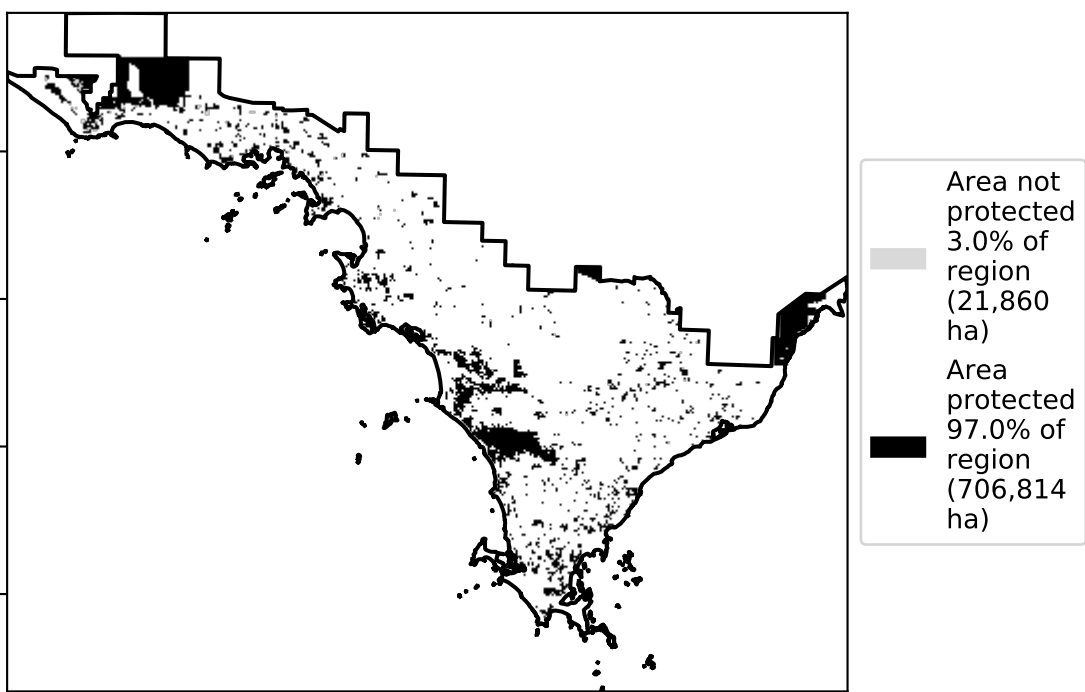 Area not
protected
3.0% of
region
(21,860
ha)
Area
protected
97.0% of
region
(706,814
ha)